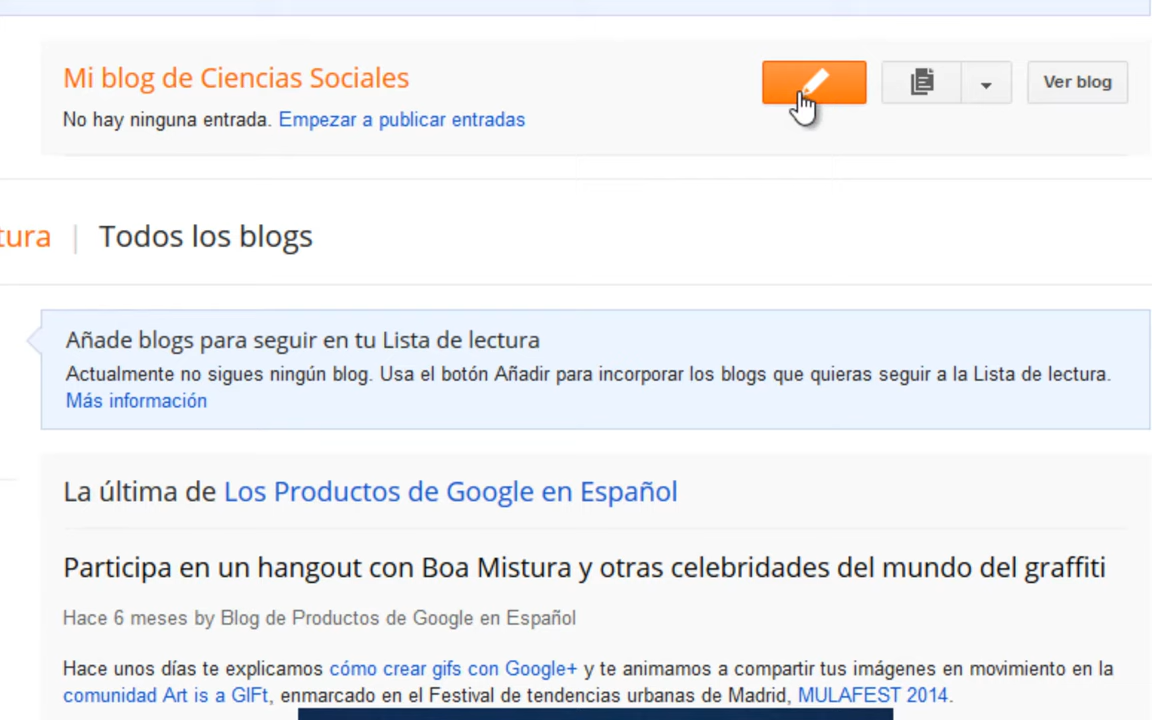 Mi blog de Ciencias Sociales
Ver blog
No hay ninguna entrada. Empezar a publicar entradas
tura | Todos los blogs
Añade blogs para seguir en tu Lista de lectura
Actualmente no sigues ningún blog. Usa el botón Añadir para incorporar los blogs que quieras seguir a la Lista de lectura.
Más información
La última de Los Productos de Google en Español
Participa en un hangout con Boa Mistura y otras celebridades del mundo del graffiti
Hace 6 meses by Blog de Productos de Google en Español
Hace unos días te explicamos cómo crear gifs con Google+ y te animamos a compartir tus imágenes en movimiento en la
comunidad Art is a GIFt, enmarcado en el Festival de tendencias urbanas de Madrid, MULAFEST 2014.